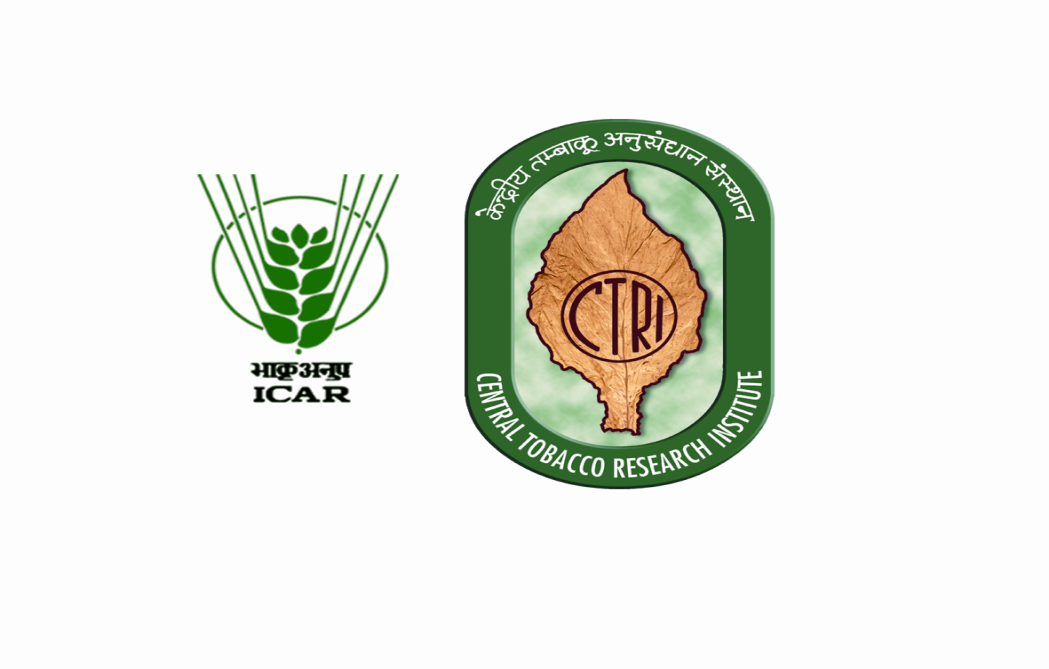 भाकृअनुप
ICAR
केन्द्रीय तम्बाकू अनुसंधान संस्थान
CTRI
CENTRAL TOBACCO RESEARCH INSTITUTE